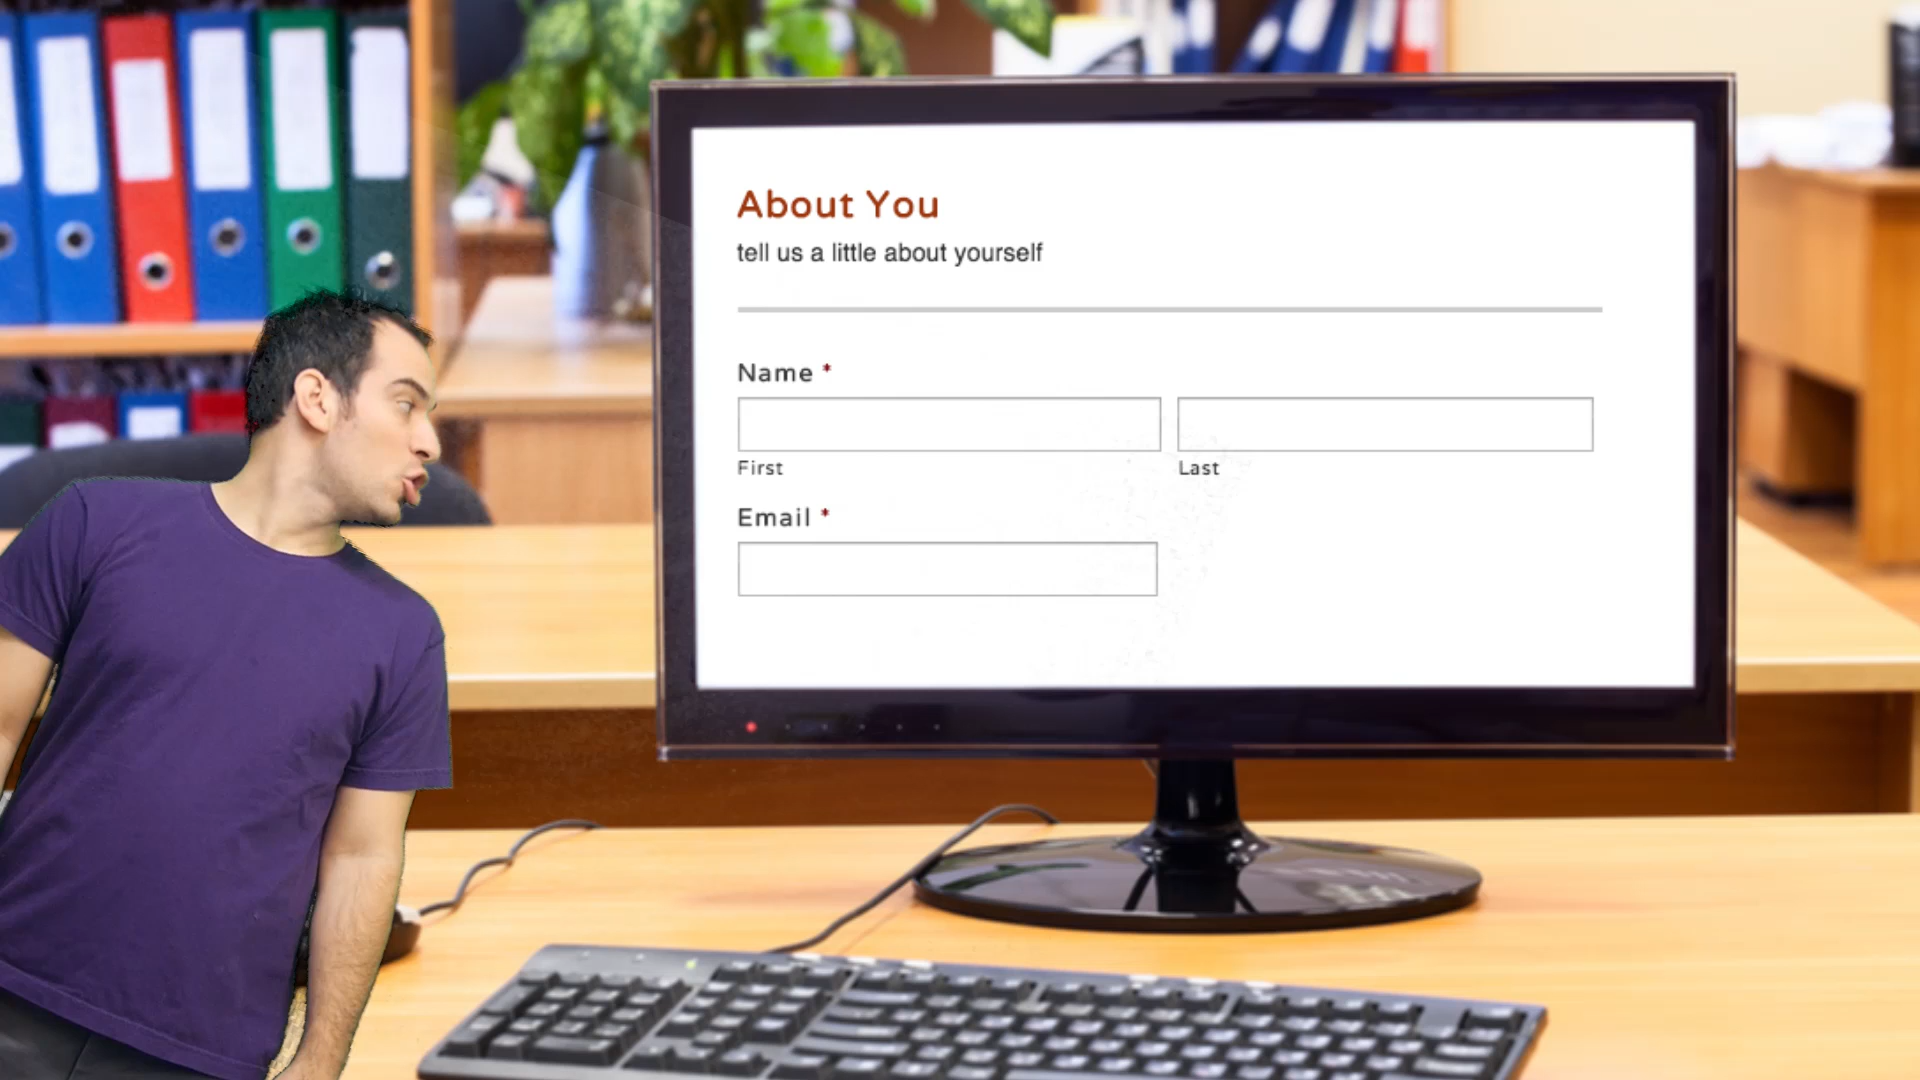 About You
tell us a little about yourself
Name *
First Last
Email *